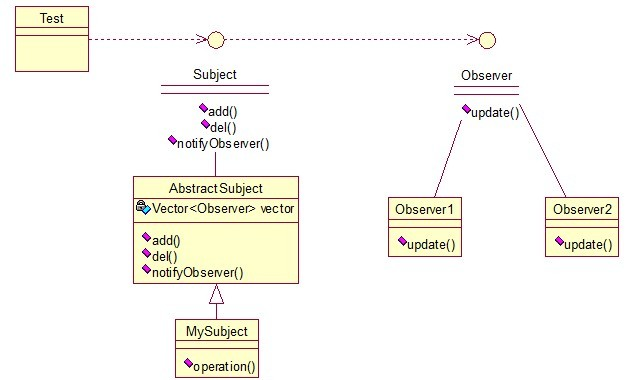 Test
Subject
add()
del()
notifyObserver()
Observer
update()
AbstractSubject
Vector<Observer> vector
add()
del()
notifyObserver()
Observer1
update()
Observer2
update()
MySubject
operation()